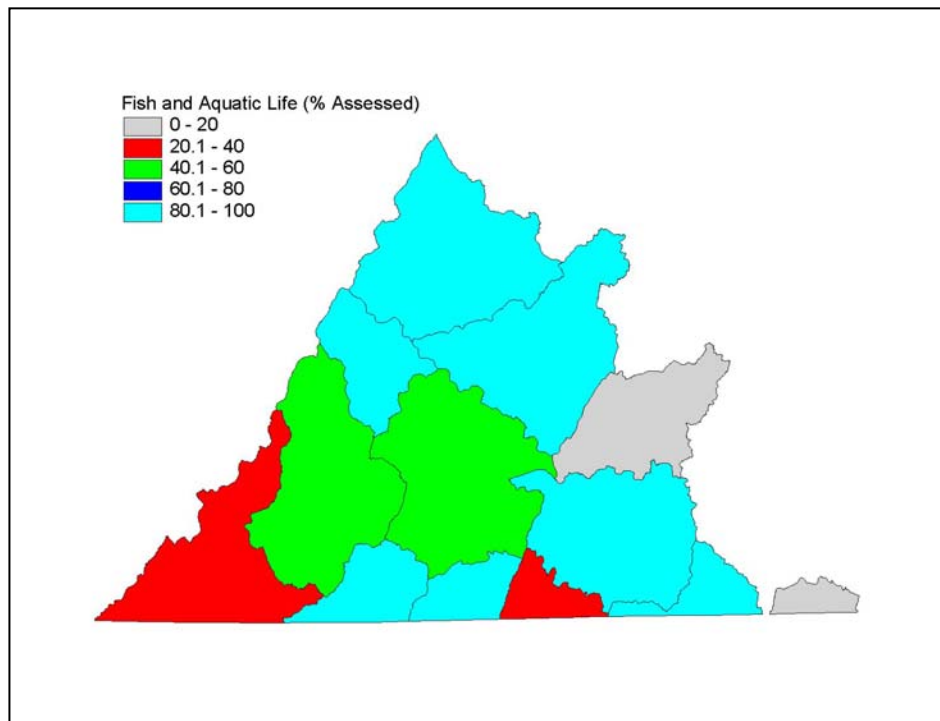 Fish and Aquatic Life (% Assessed)
0 - 20
20.1 - 40
40.1 - 60
60.1 - 80
80.1 - 100